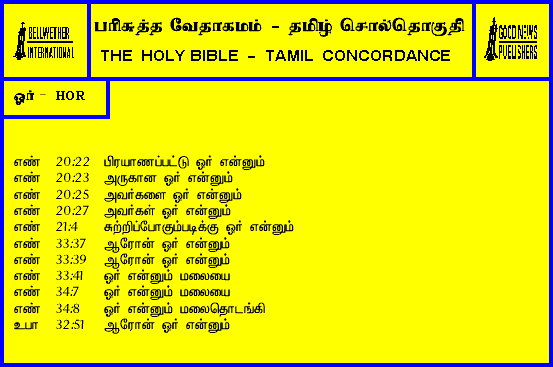 BELLWETHER
INTERNATIONAL
பரிசுத்த வேதாகமம் - தமிழ் சொல்தொகுதி
THE HOLY BIBLE - TAMIL CONCORDANCE
GOOD NEWS
PUBLISHERS
ஓர் - HOR
எண் 20:22 பிரயாணப்பட்டு ஓர் என்னும்
எண் 20:23 அருகான ஓர் என்னும்
எண் 20:25 அவர்களை ஓர் என்னும்
எண் 20:27 அவர்கள் ஓர் என்னும்
எண் 21:4 சுற்றிப்போகும்படிக்கு ஓர் என்னும்
எண் 33:37 ஆரோன் ஓர் என்னும்
எண் 33:39 ஆரோன் ஓர் என்னும்
எண் 33:41 ஓர் என்னும் மலையை
எண் 34:7 ஓர் என்னும் மலையை
எண் 34:8 ஓர் என்னும் மலைதொடங்கி
உபா 32:51 ஆரோன் ஓர் என்னும்